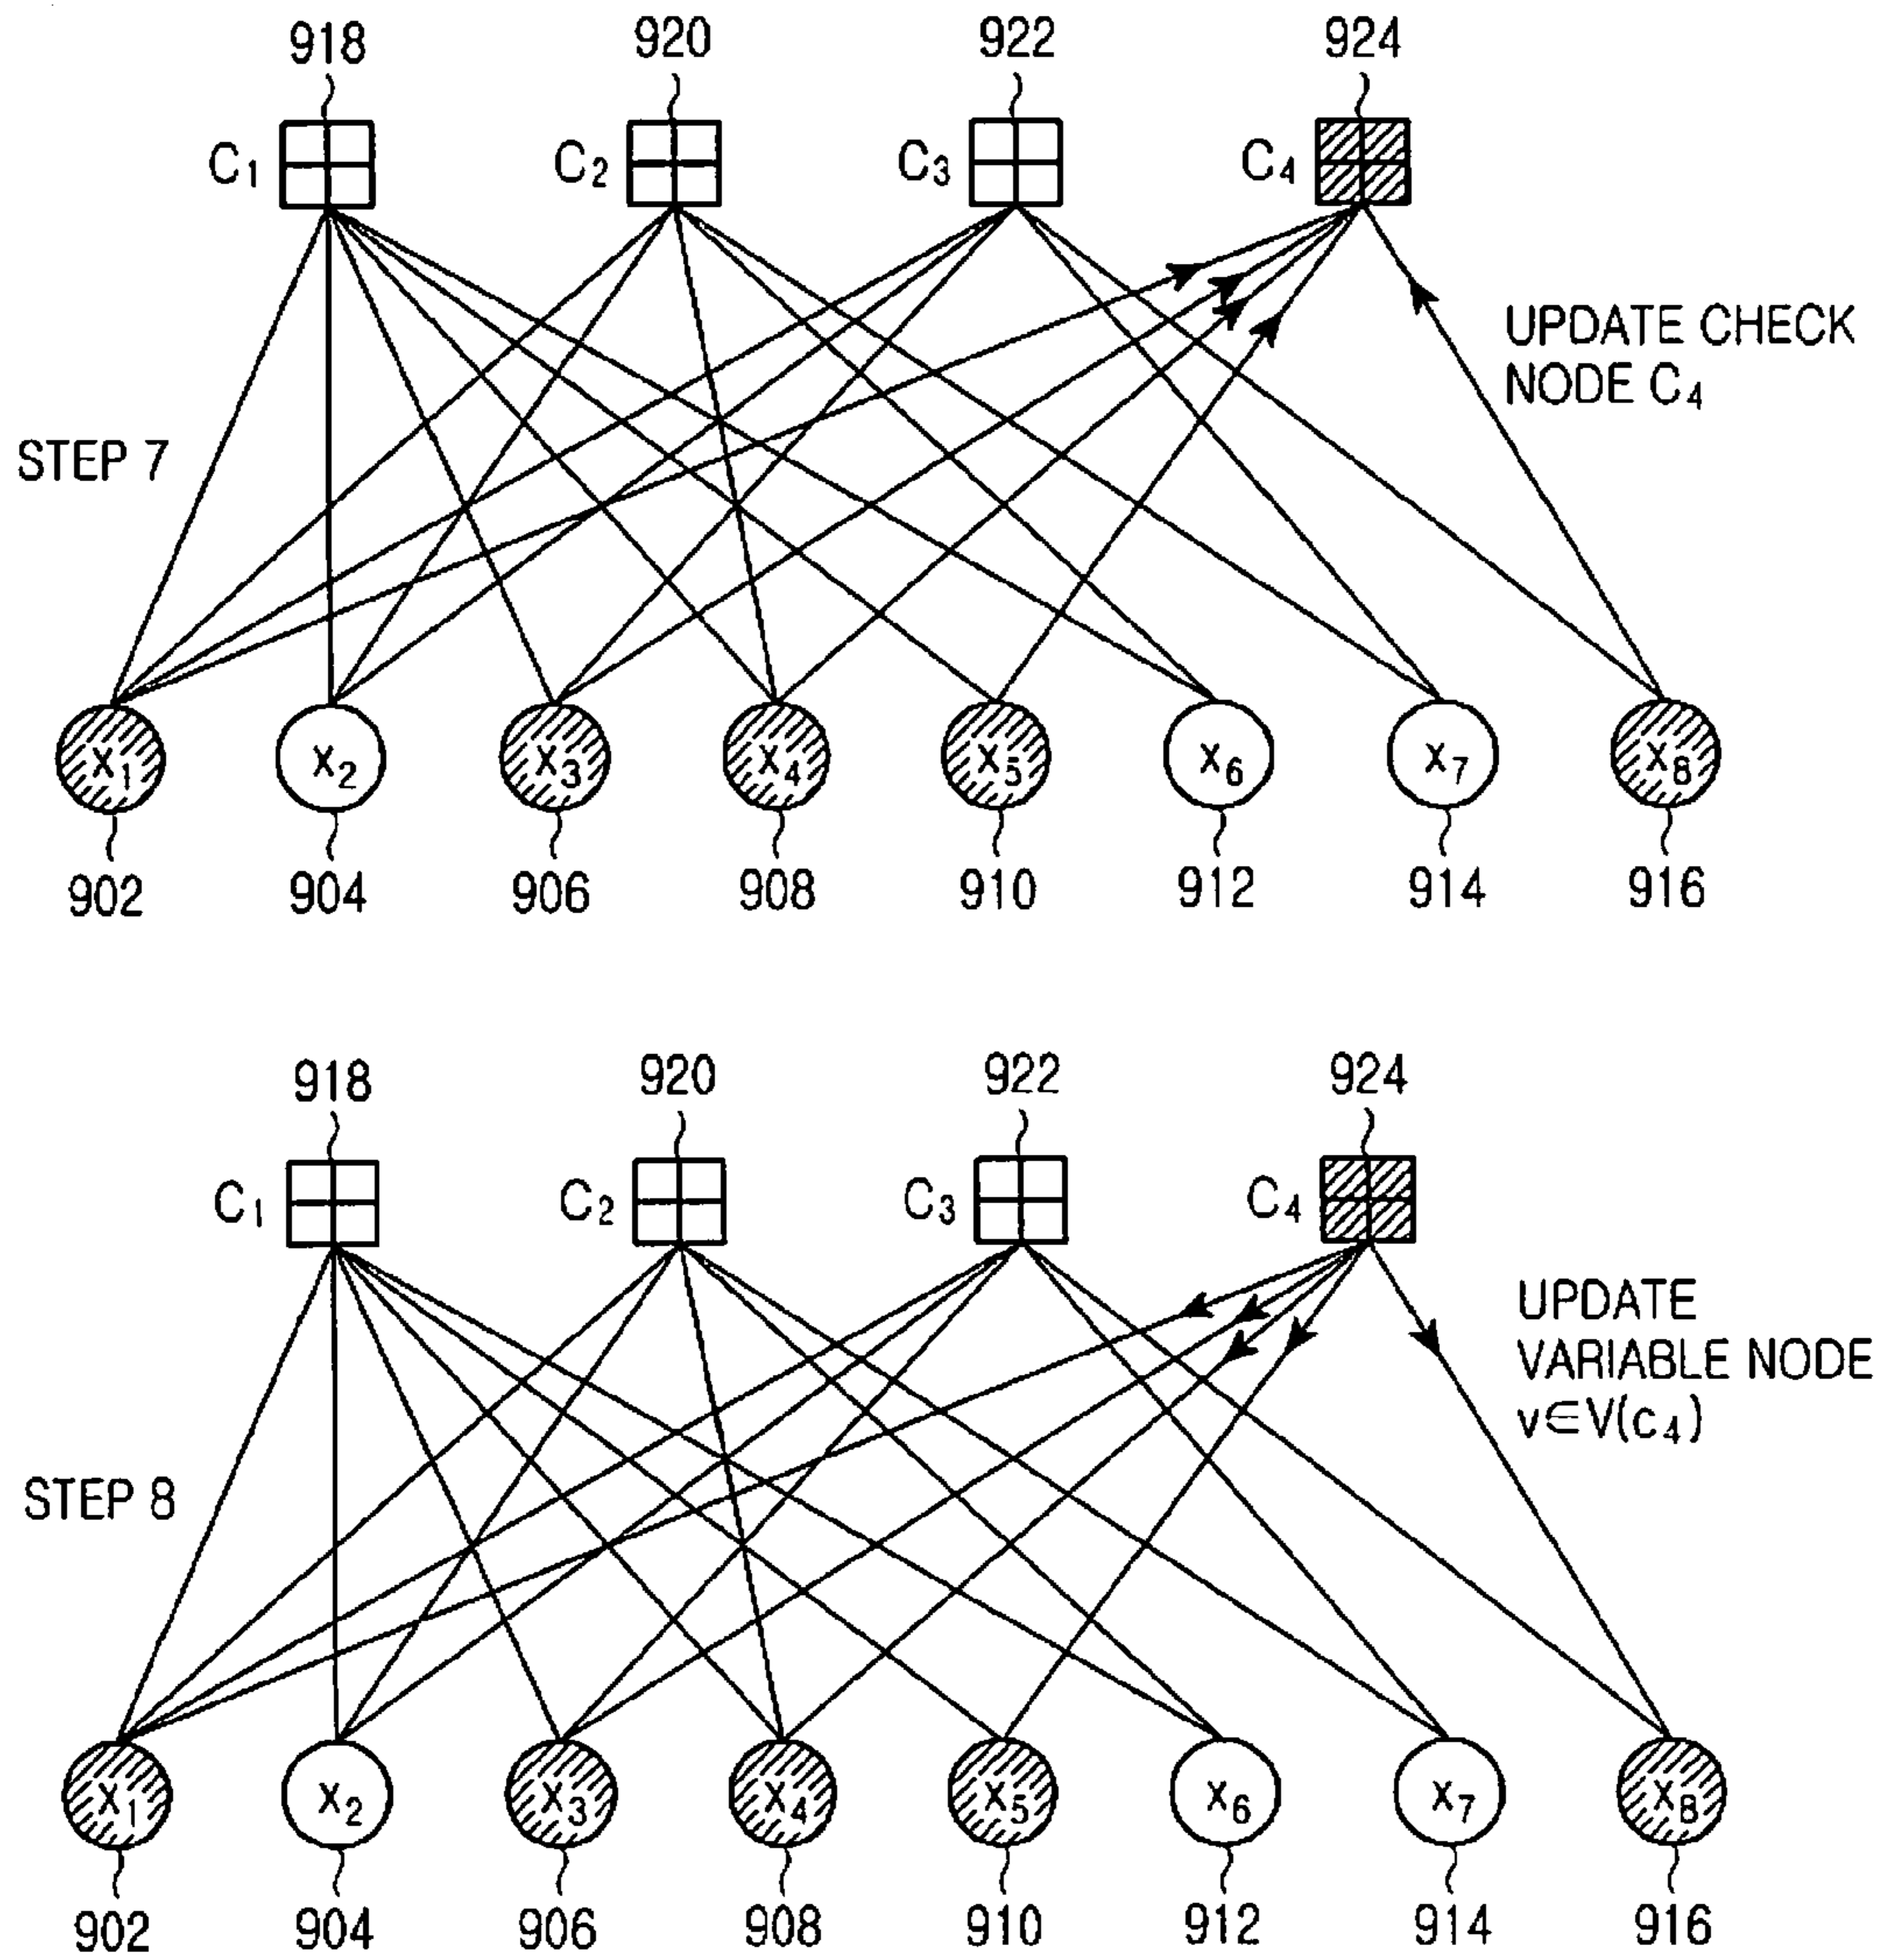 918 920 922 924
C1 C2 C3 C4
UPDATE CHECK
NODE C4
STEP 7
x1 x2 x3 x4 x5 x6 x7 x8
902 904 906 908 910 912 914 916
918 920 922 924
C1 C2 C3 C4
UPDATE
VARIABLE NODE
v∈V(c4)
STEP 8
x1 x2 x3 x4 x5 x6 x7 x8
902 904 906 908 910 912 914 916